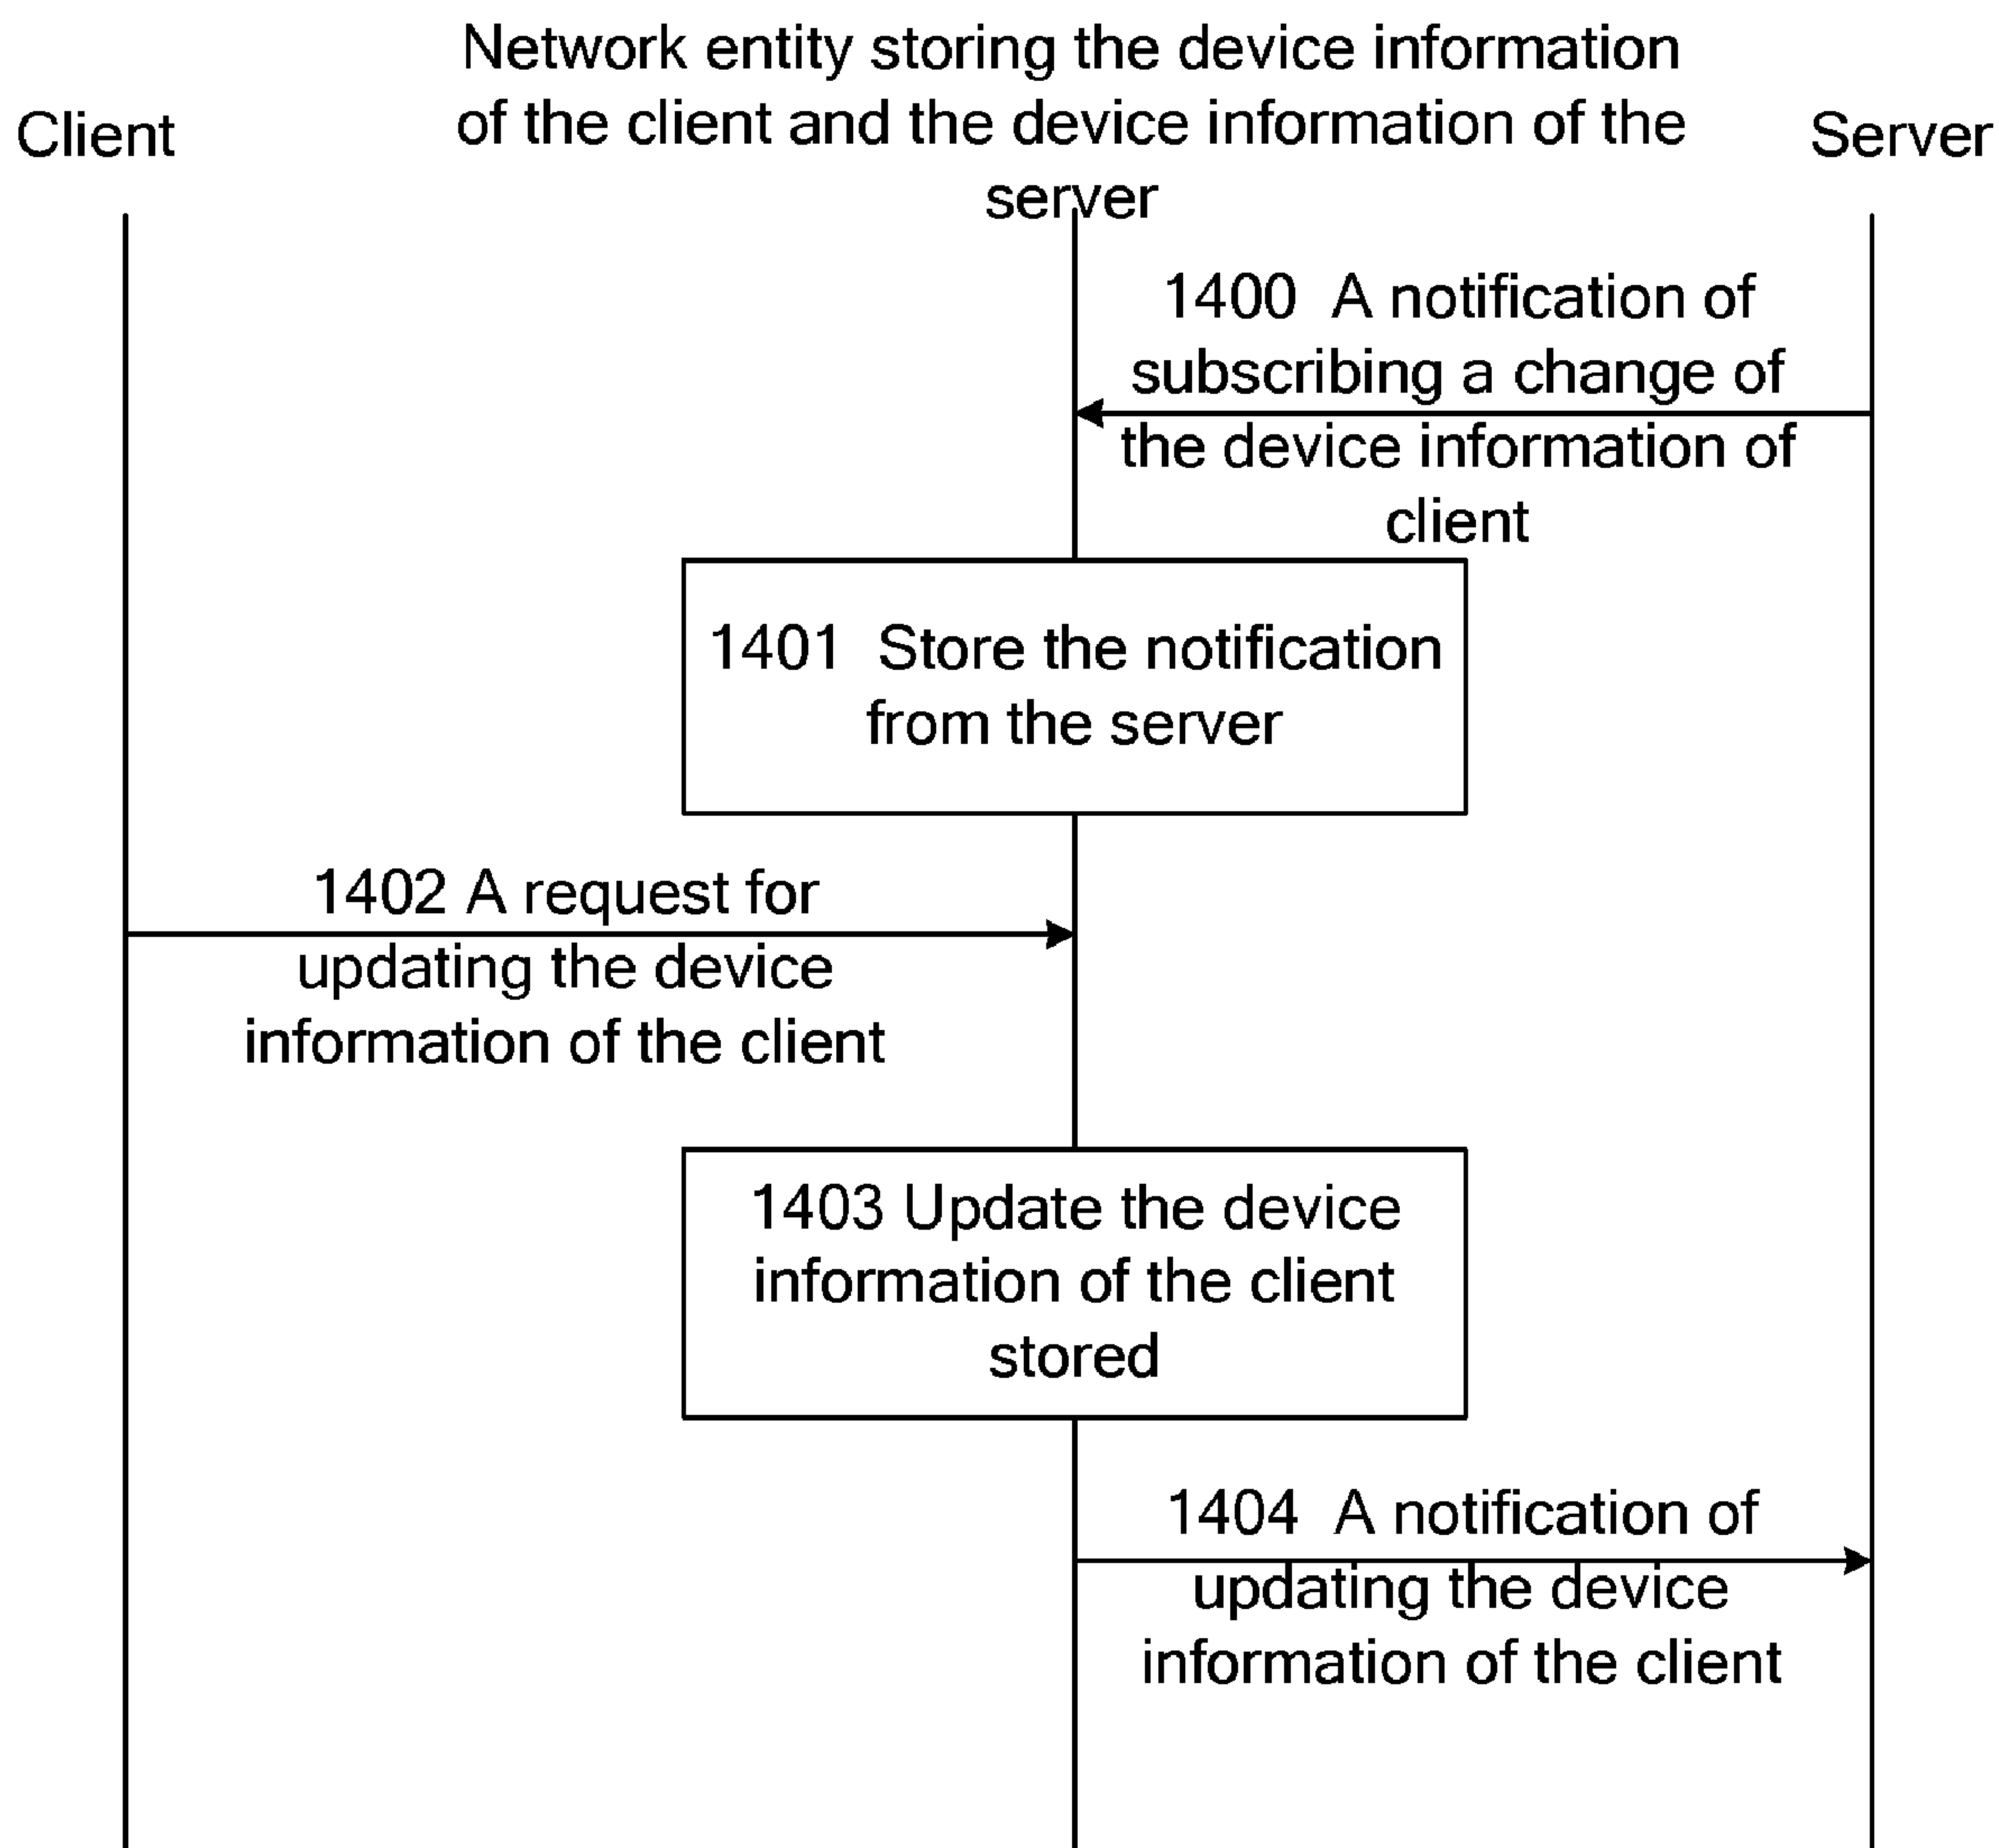 Network entity storing the device information
of the client and the device information of the
server
Client
Server
1400 A notification of
subscribing a change of
the device information of
client
1401 Store the notification
from the server
1402 A request for
updating the device
information of the client
1403 Update the device
information of the client
stored
1404 A notification of
updating the device
information of the client